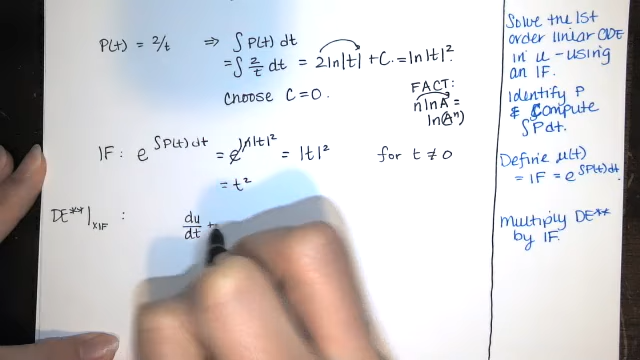 P(t) = 2/t ⇒ ∫P(t) dt
= ∫ 2/t dt = 2ln|t| + C = ln|t|².
choose C=0.
FACT:
n ln A =
ln(Aⁿ)
IF: e^∫P(t)dt = e^ln|t|² = |t|² for t ≠ 0
= t²
DE**|xIF : du/dt +
Solve the 1st
order linear ODE
in u - using
an IF.
Identify P
& Compute
∫Pdt.
Define μ(t)
= IF = e^∫P(t)dt.
Multiply DE**
by IF.